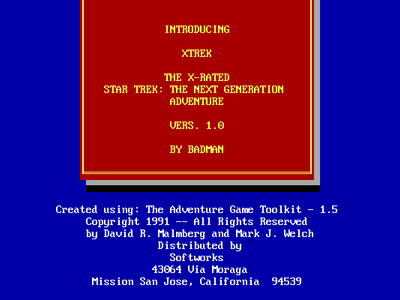 INTRODUCING
XTREK
THE X-RATED
STAR TREK: THE NEXT GENERATION
ADVENTURE
VERS. 1.0
BY BADMAN
Created using: The Adventure Game Toolkit - 1.5
Copyright 1991 -- All Rights Reserved
by David R. Malmberg and Mark J. Welch
Distributed by
Softworks
43064 Via Moraga
Mission San Jose, California  94539